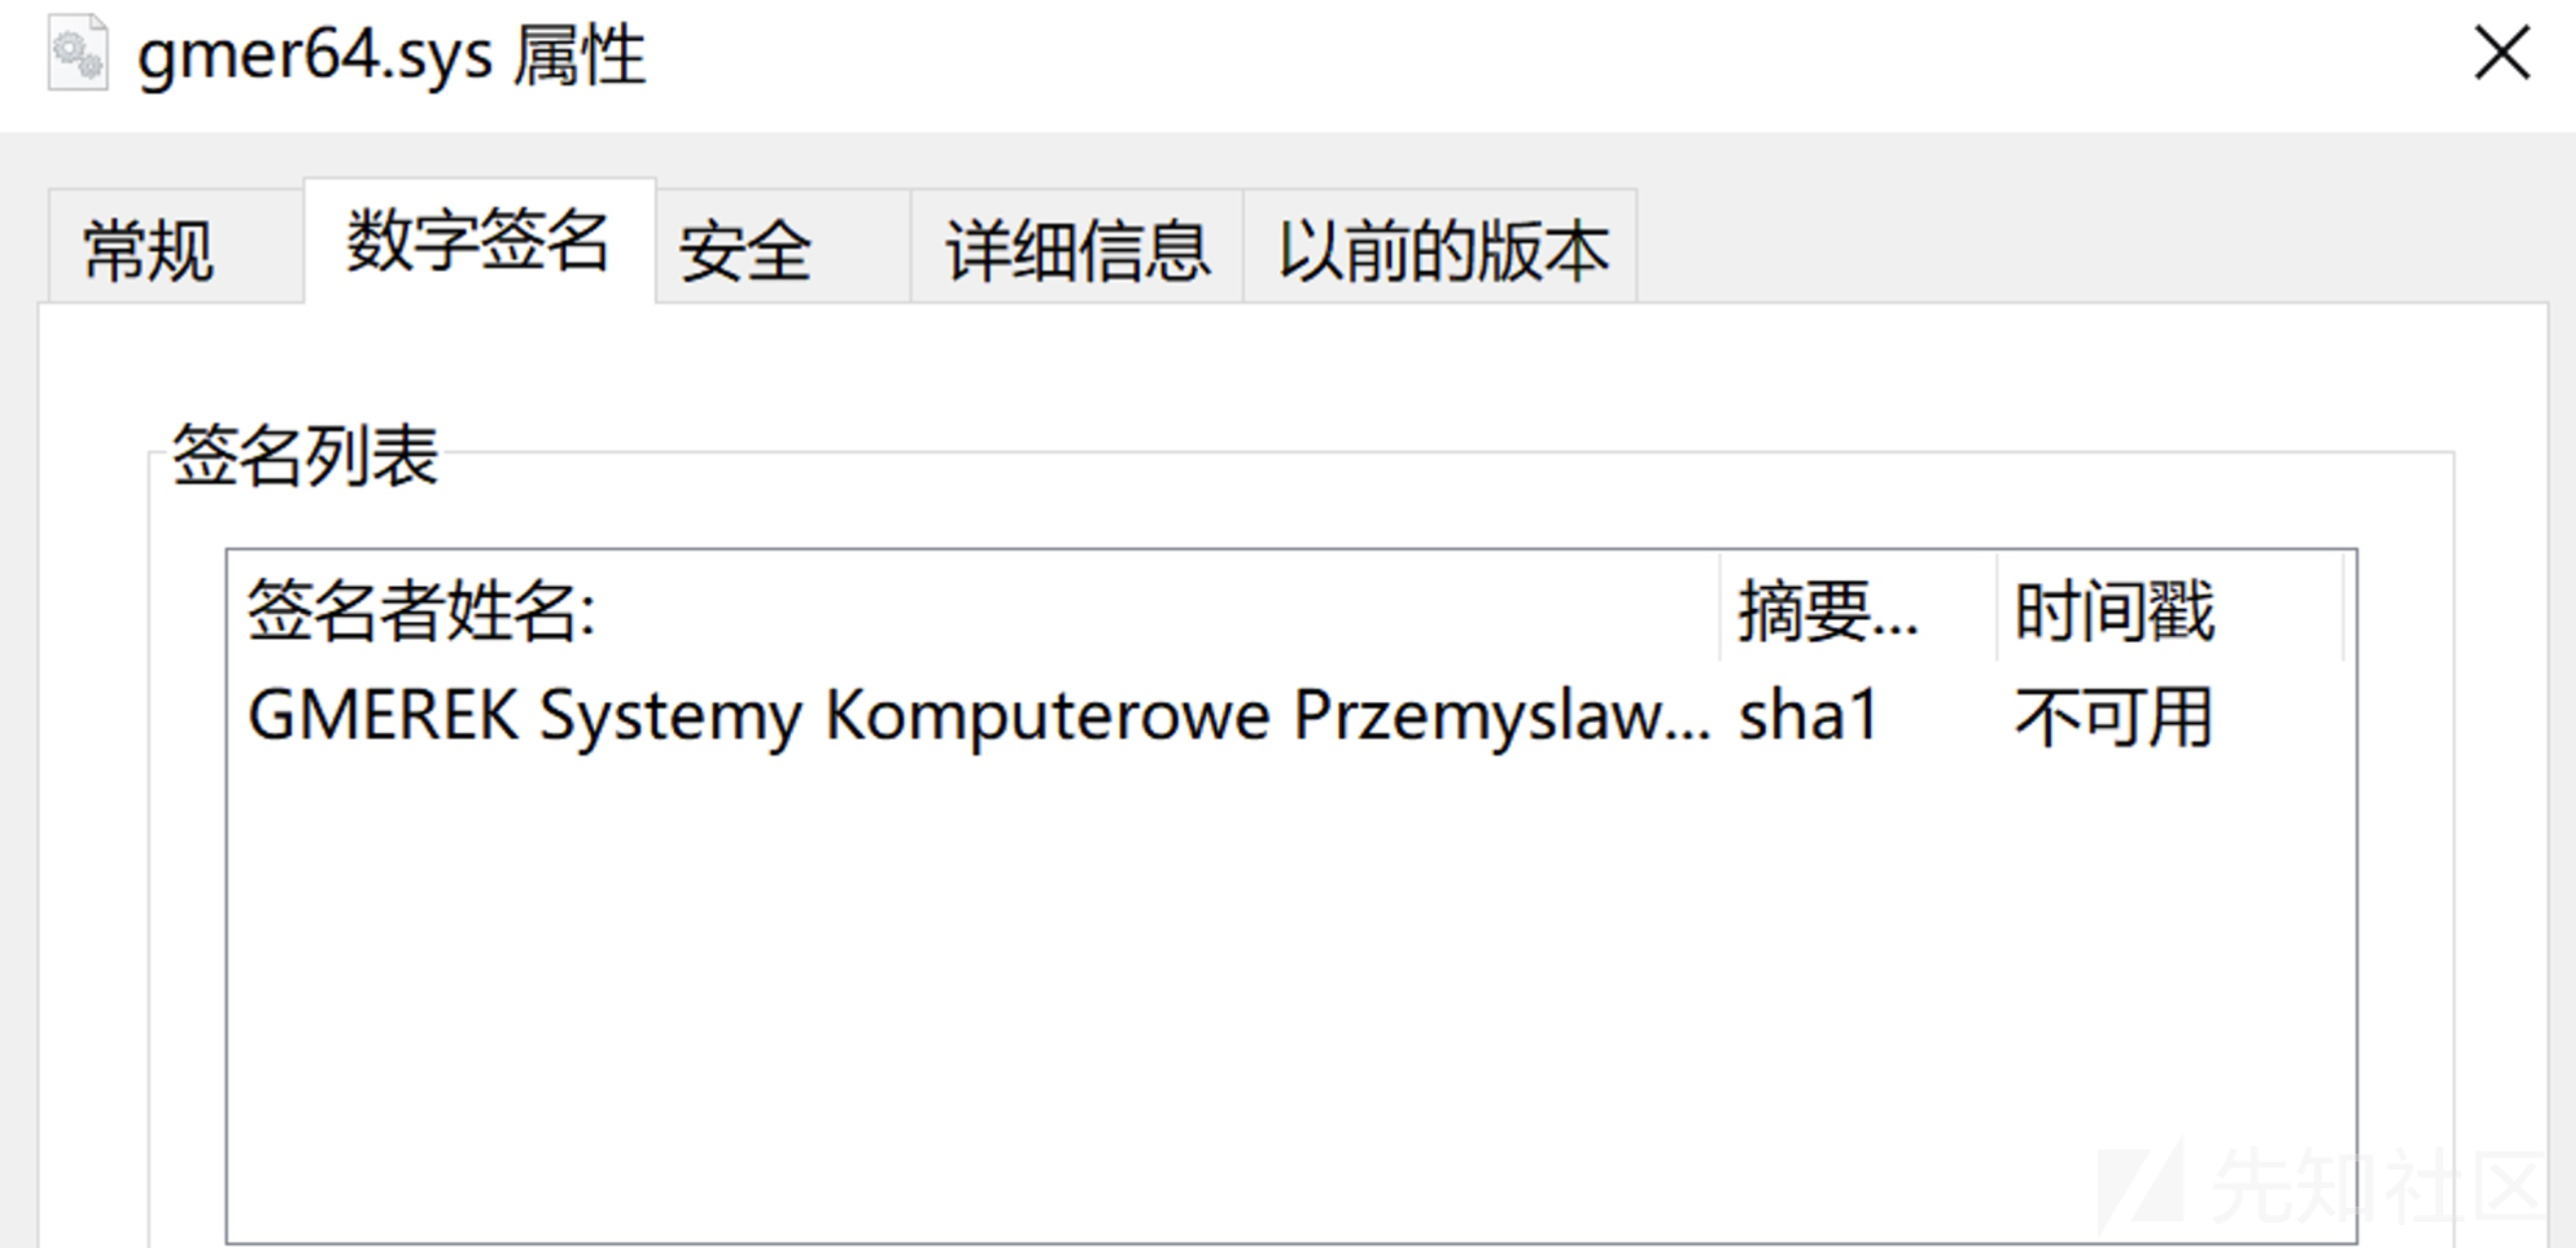 gmer64.sys 属性
常规 数字签名 安全 详细信息 以前的版本
签名列表
签名者姓名: 摘要... 时间戳
GMEREK Systemy Komputerowe Przemyslaw... sha1 不可用
先知社区